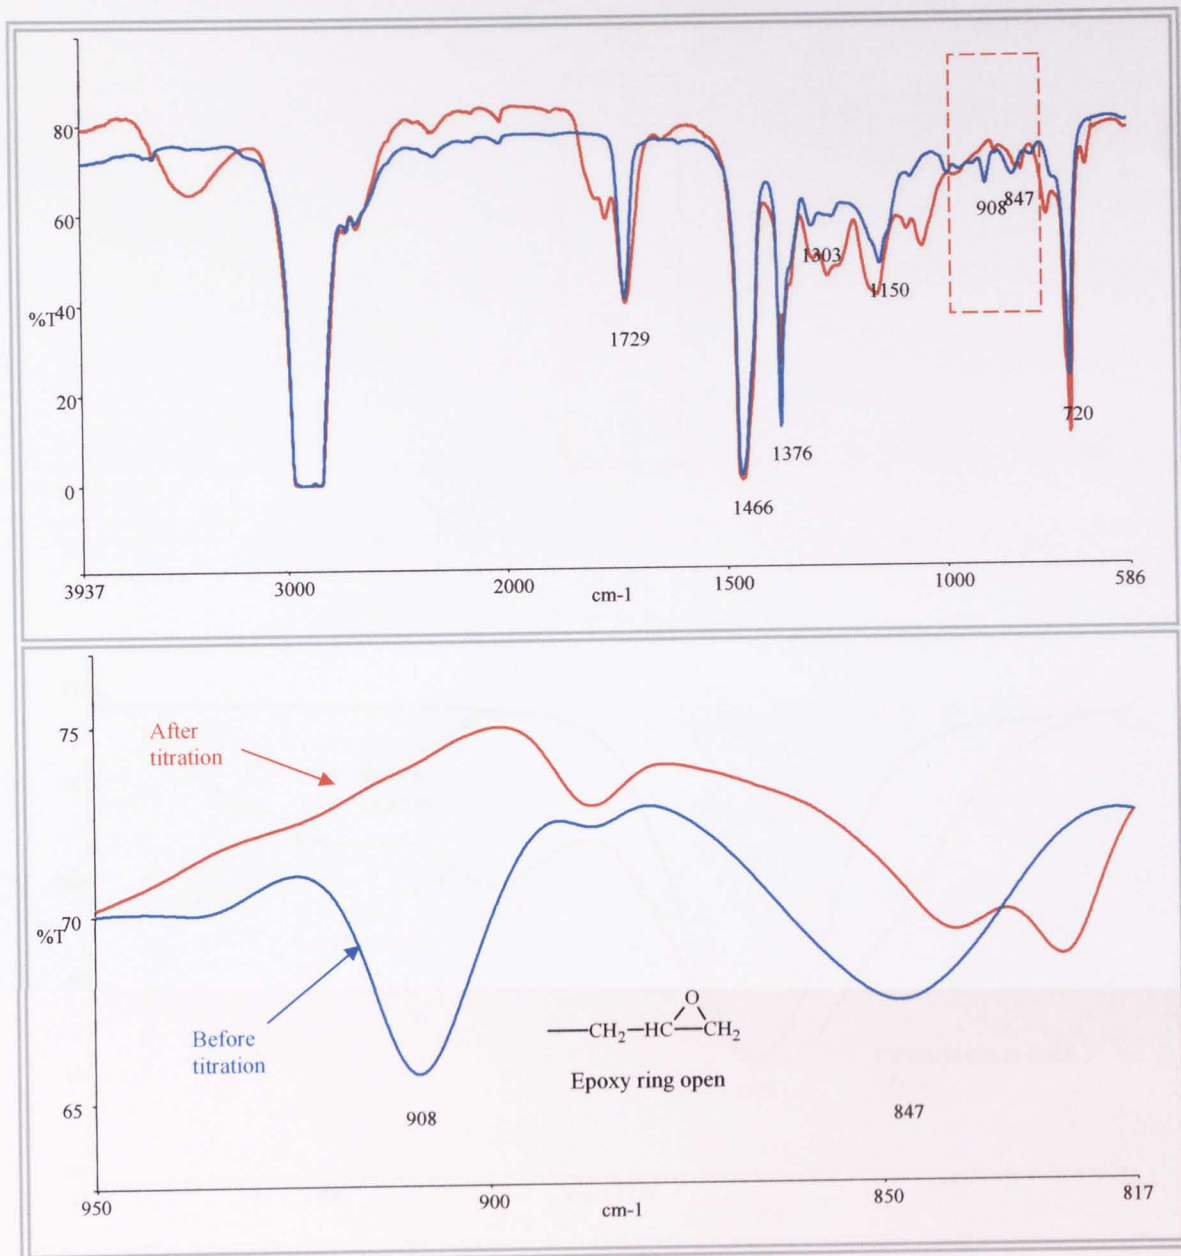 80
60
%T40
20
0
908
847
1303
1150
1729
720
1376
1466
3937
3000
2000
cm-1
1500
1000
586
75
After
titration
70
%T
O
—CH2—HC—CH2
Before
titration
Epoxy ring open
65
908
847
950
900
cm-1
850
817